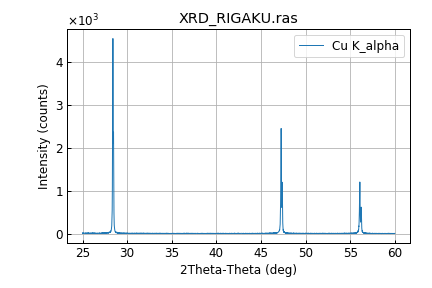 XRD_RIGAKU.ras
×10³
Cu K_alpha
Intensity (counts)
4
3
2
1
0
25 30 35 40 45 50 55 60
2Theta-Theta (deg)